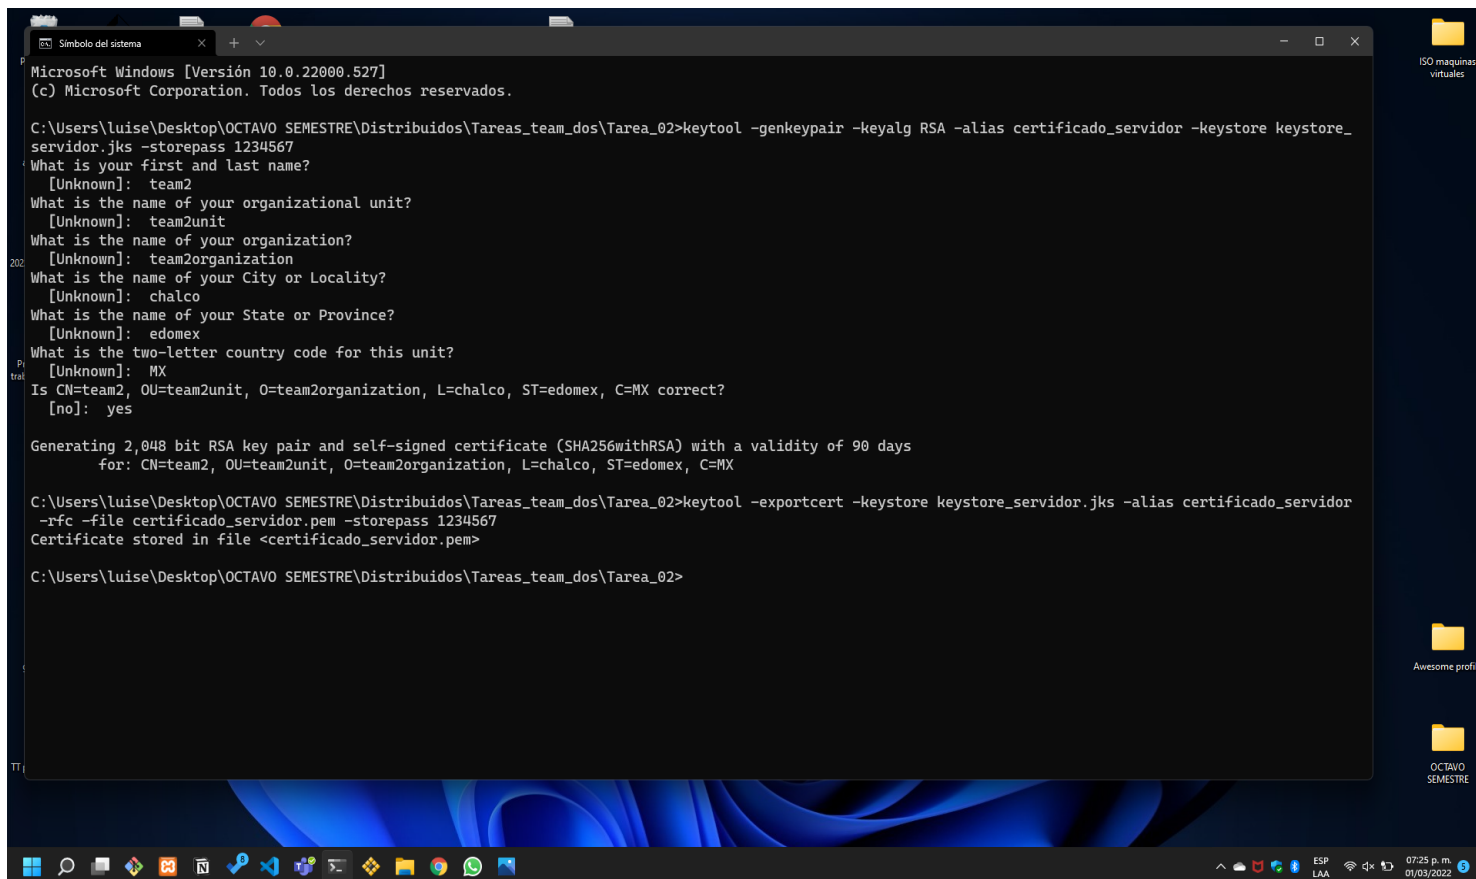 Símbolo del sistema
Microsoft Windows [Versión 10.0.22000.527]
(c) Microsoft Corporation. Todos los derechos reservados.
C:\Users\luise\Desktop\OCTAVO SEMESTRE\Distribuidos\Tareas_team_dos\Tarea_02>keytool -genkeypair -keyalg RSA -alias certificado_servidor -keystore keystore_
servidor.jks -storepass 1234567
What is your first and last name?
[Unknown]:  team2
What is the name of your organizational unit?
[Unknown]:  team2unit
What is the name of your organization?
[Unknown]:  team2organization
What is the name of your City or Locality?
[Unknown]:  chalco
What is the name of your State or Province?
[Unknown]:  edomex
What is the two-letter country code for this unit?
[Unknown]:  MX
Is CN=team2, OU=team2unit, O=team2organization, L=chalco, ST=edomex, C=MX correct?
[no]:  yes
Generating 2,048 bit RSA key pair and self-signed certificate (SHA256withRSA) with a validity of 90 days
for: CN=team2, OU=team2unit, O=team2organization, L=chalco, ST=edomex, C=MX
C:\Users\luise\Desktop\OCTAVO SEMESTRE\Distribuidos\Tareas_team_dos\Tarea_02>keytool -exportcert -keystore keystore_servidor.jks -alias certificado_servidor
-rfc -file certificado_servidor.pem -storepass 1234567
Certificate stored in file <certificado_servidor.pem>
C:\Users\luise\Desktop\OCTAVO SEMESTRE\Distribuidos\Tareas_team_dos\Tarea_02>
ISO maquinas
virtuales
Awesome profi
OCTAVO
SEMESTRE
202
TT
8
ESP
LAA
07:25 p. m.
01/03/2022
5